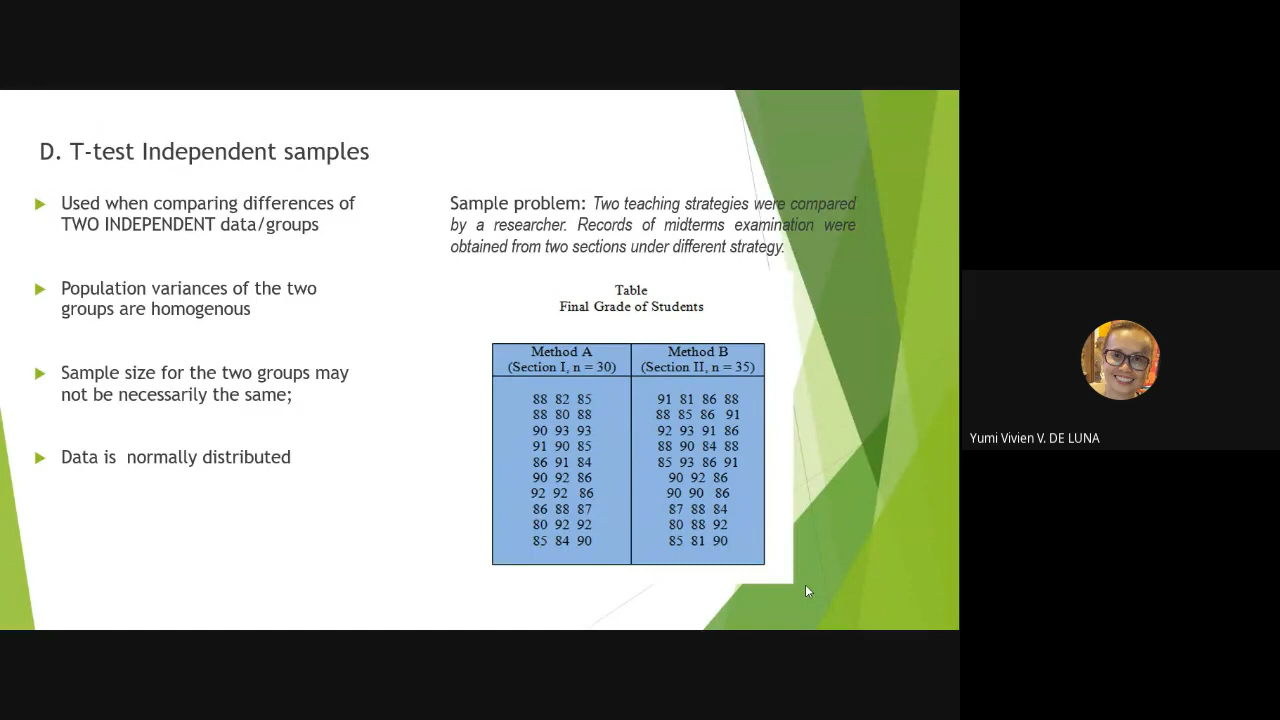 D. T-test Independent samples
Used when comparing differences of
TWO INDEPENDENT data/groups
Population variances of the two
groups are homogenous
Sample size for the two groups may
not be necessarily the same;
Data is normally distributed
Sample problem: Two teaching strategies were compared
by a researcher. Records of midterms examination were
obtained from two sections under different strategy.
Table
Final Grade of Students
Method A
(Section I, n = 30)
88 82 85
88 80 88
90 93 93
91 90 85
86 91 84
90 92 86
92 92 86
86 88 87
80 92 92
85 84 90
Method B
(Section II, n = 35)
91 81 86 88
88 85 86 91
92 93 91 86
88 90 84 88
85 93 86 91
90 92 86
90 90 86
87 88 84
80 88 92
85 81 90
Yumi Vivien V. DE LUNA